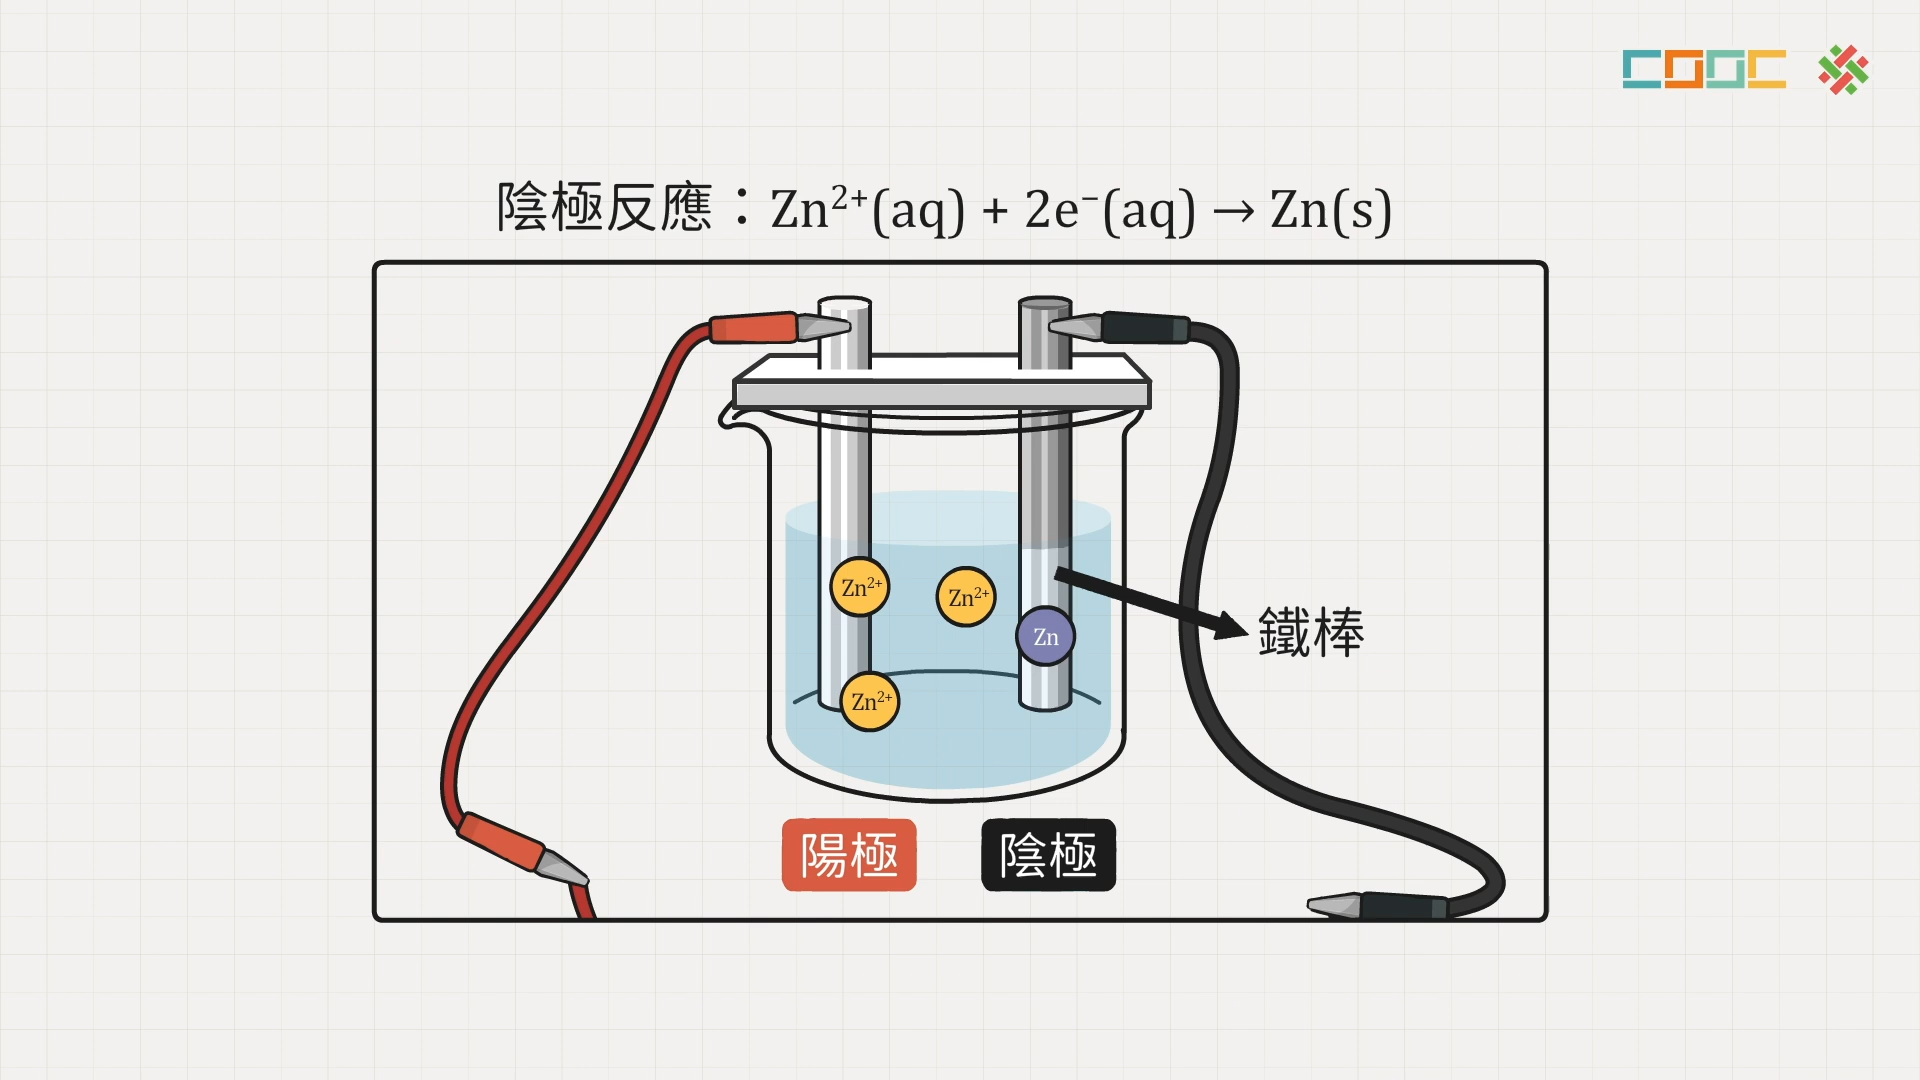 COOC
陰極反應：Zn²⁺(aq) + 2e⁻(aq) → Zn(s)
Zn²⁺
Zn²⁺
Zn
鐵棒
Zn²⁺
陽極
陰極